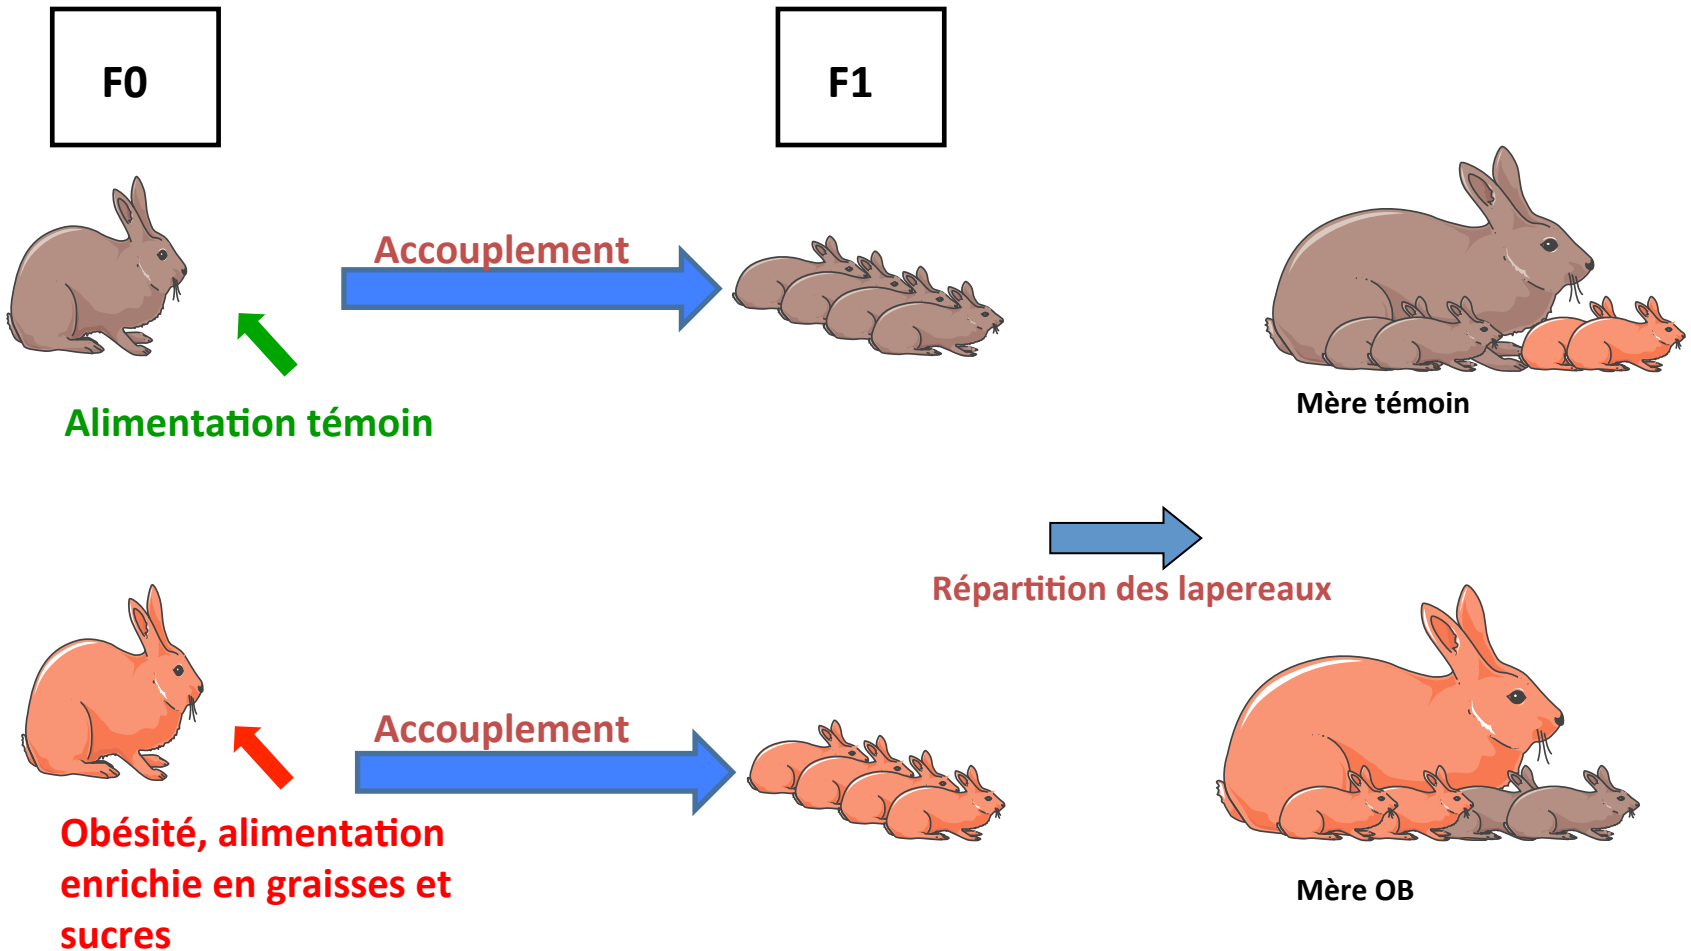 F0
F1
Accouplement
Alimentation témoin
Mère témoin
Répartition des lapereaux
Accouplement
Obésité, alimentation
enrichie en graisses et
sucres
Mère OB